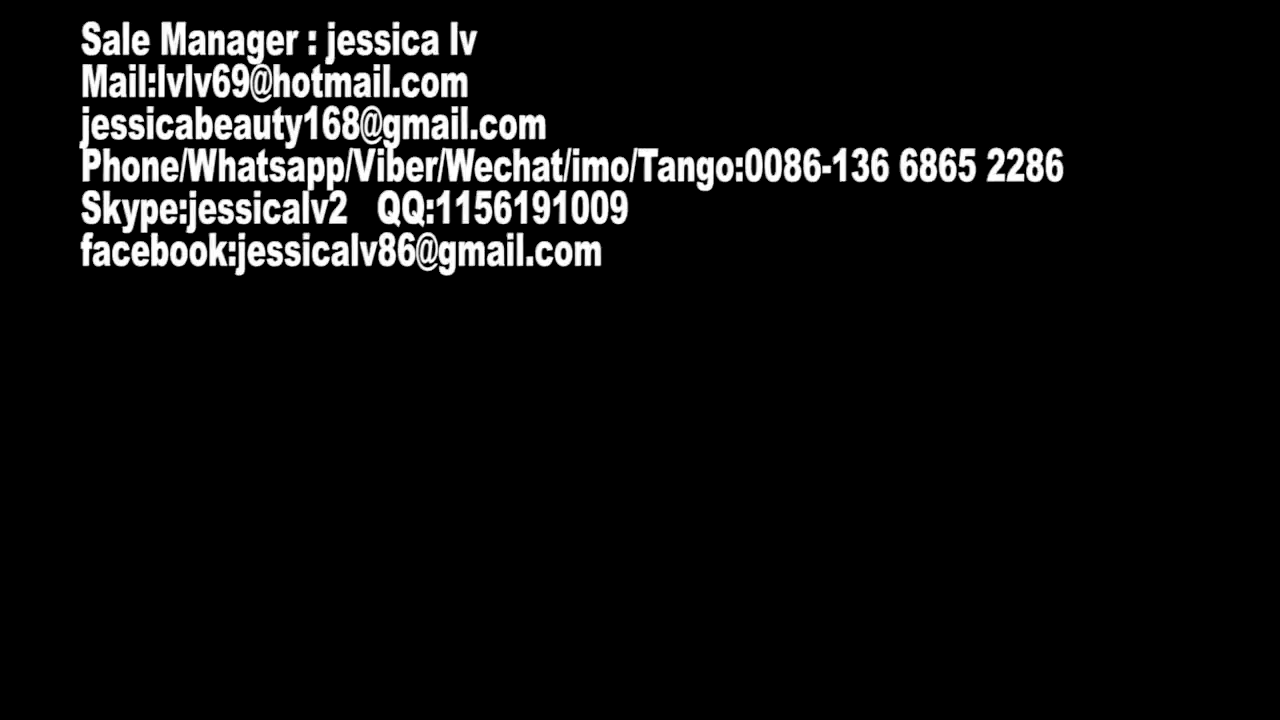 Sale Manager : jessica lv
Mail:lvlv69@hotmail.com
jessicabeauty168@gmail.com
Phone/Whatsapp/Viber/Wechat/imo/Tango:0086-136 6865 2286
Skype:jessicalv2   QQ:1156191009
facebook:jessicalv86@gmail.com